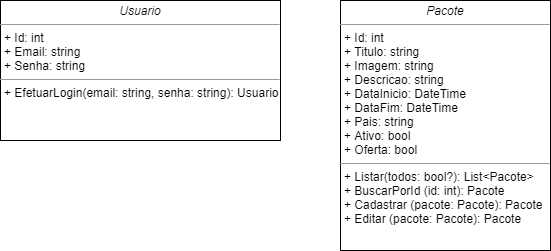 Usuario
+ Id: int
+ Email: string
+ Senha: string
+ EfetuarLogin(email: string, senha: string): Usuario
Pacote
+ Id: int
+ Titulo: string
+ Imagem: string
+ Descricao: string
+ DataInicio: DateTime
+ DataFim: DateTime
+ Pais: string
+ Ativo: bool
+ Oferta: bool
+ Listar(todos: bool?): List<Pacote>
+ BuscarPorId (id: int): Pacote
+ Cadastrar (pacote: Pacote): Pacote
+ Editar (pacote: Pacote): Pacote